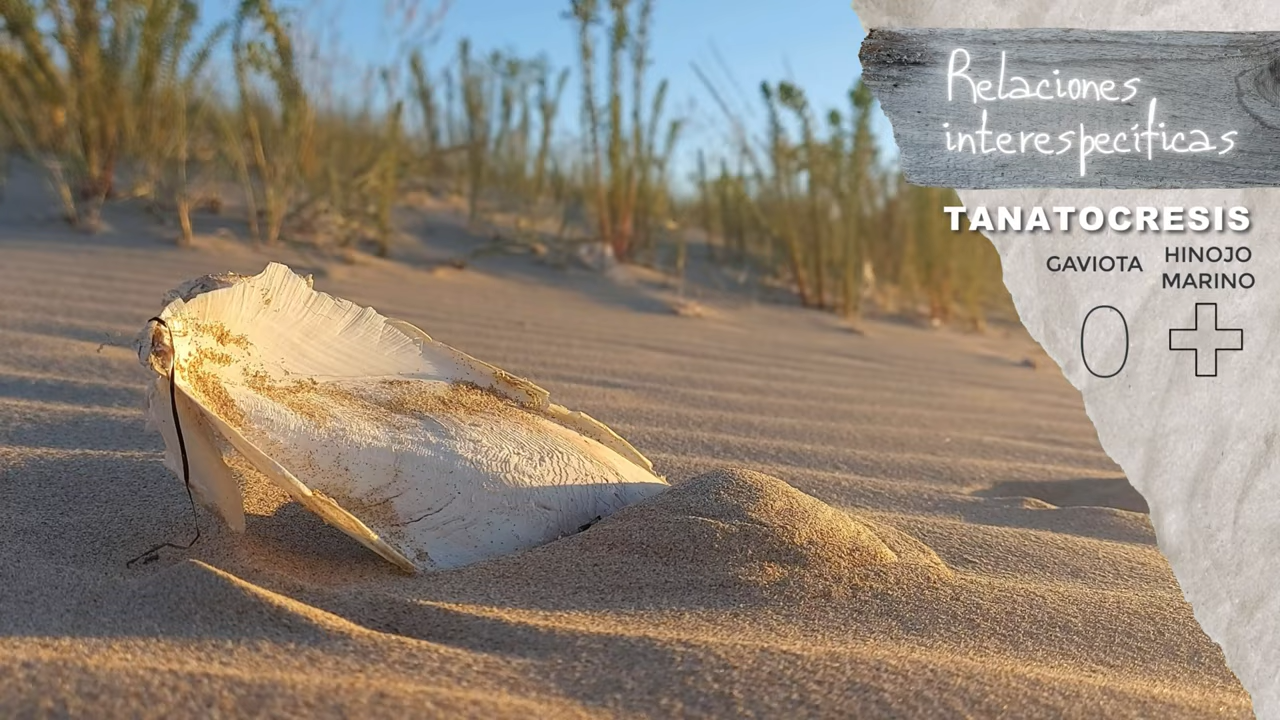 Relaciones
interespecíficas
TANATOCRESIS
GAVIOTA HINOJO
MARINO
0 +